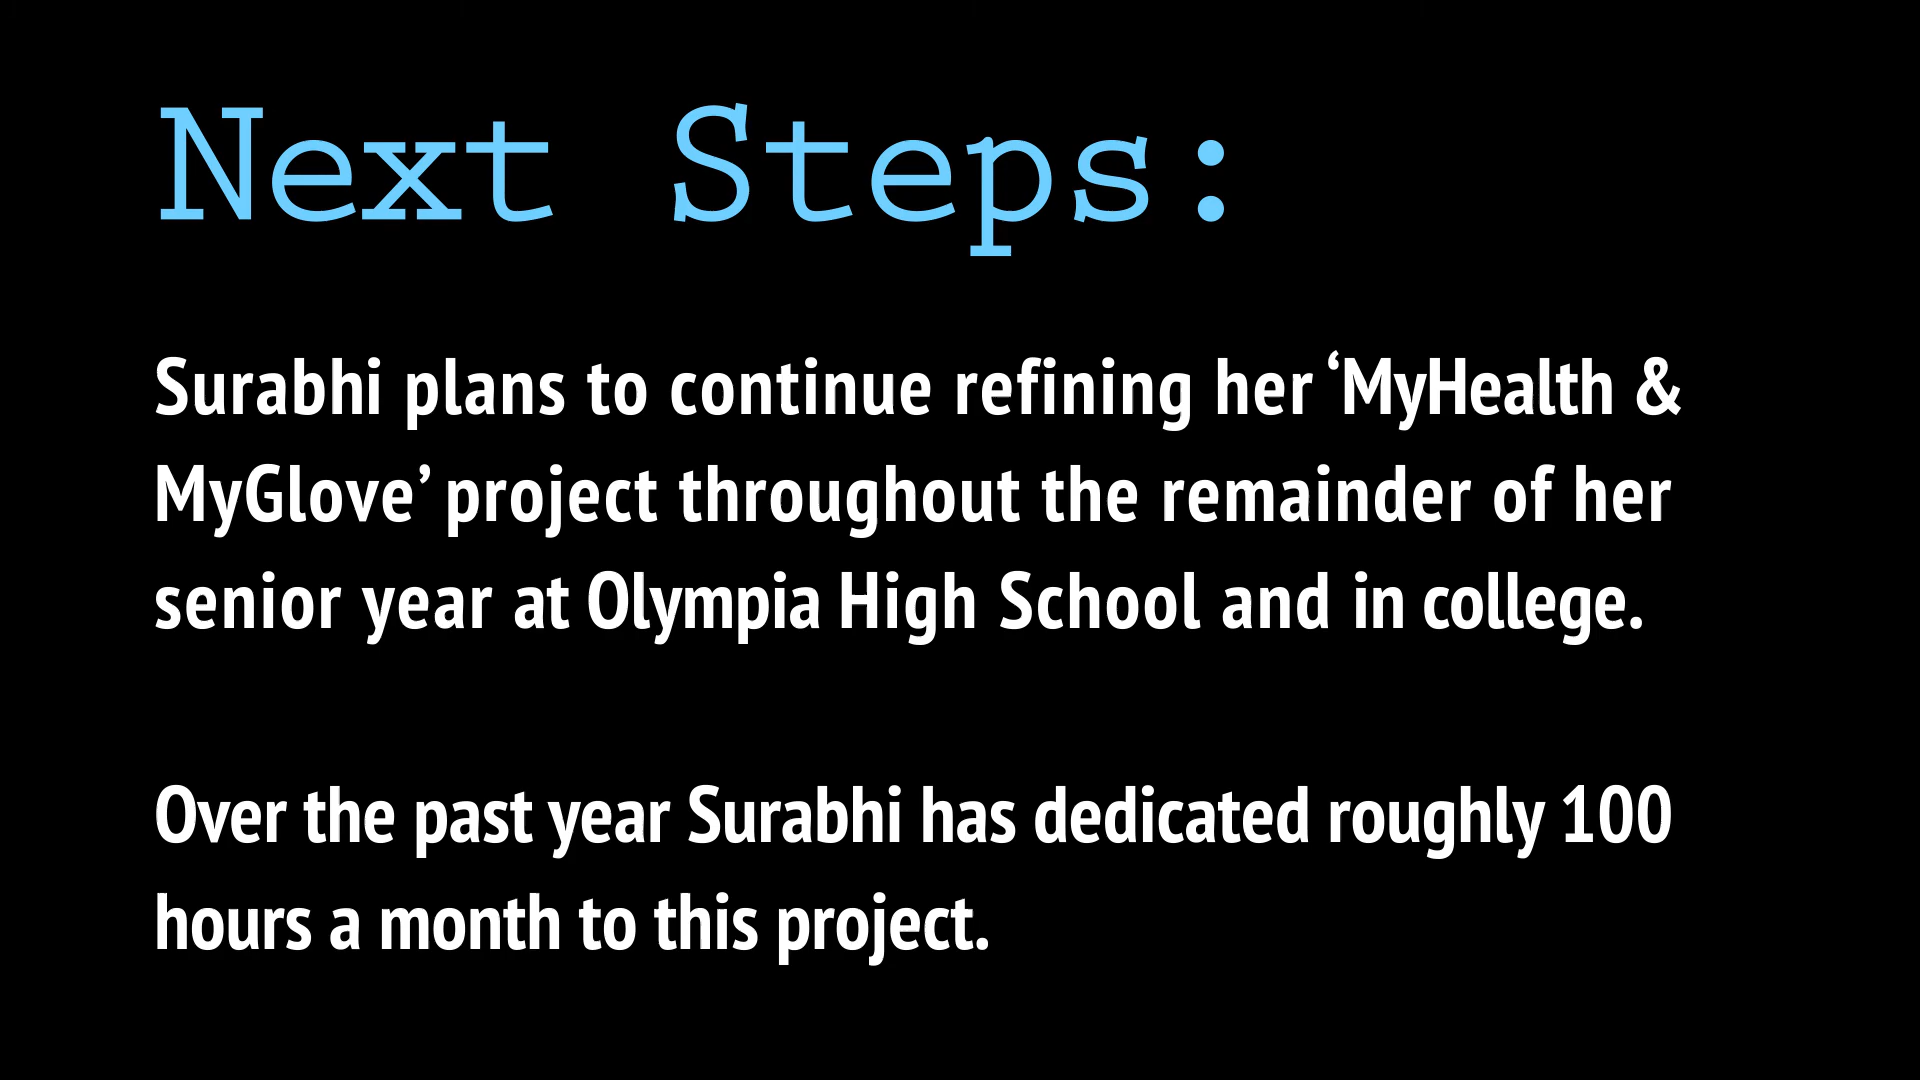 Next Steps:
Surabhi plans to continue refining her ‘MyHealth &
MyGlove’ project throughout the remainder of her
senior year at Olympia High School and in college.
Over the past year Surabhi has dedicated roughly 100
hours a month to this project.